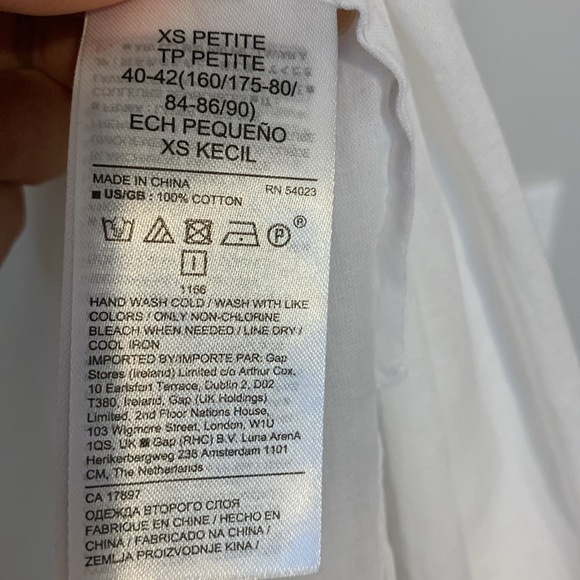 XS PETITE
TP PETITE
40-42(160/175-80/
84-86/90)
ECH PEQUEÑO
XS KECIL
MADE IN CHINA RN 54023
■ US/GB : 100% COTTON
P ®
1166
HAND WASH COLD / WASH WITH LIKE
COLORS / ONLY NON-CHLORINE
BLEACH WHEN NEEDED / LINE DRY /
COOL IRON
IMPORTED BY/IMPORTE PAR: Gap
Stores (Ireland) Limited c/o Arthur Cox,
10 Earlsfort Terrace, Dublin 2, D02
T380, Ireland, Gap (UK Holdings)
Limited, 2nd Floor Nations House,
103 Wigmore Street, London, W1U
1QS, UK ■ Gap (RHC) B.V. Luna ArenA
Herikerbergweg 238 Amsterdam 1101
CM, The Netherlands
CA 17897
ОДЕЖДА ВТОРОГО СЛОЯ
FABRIQUE EN CHINE / HECHO EN
CHINA / FABRICADO NA CHINA /
ZEMLJA PROIZVODNJE KINA /